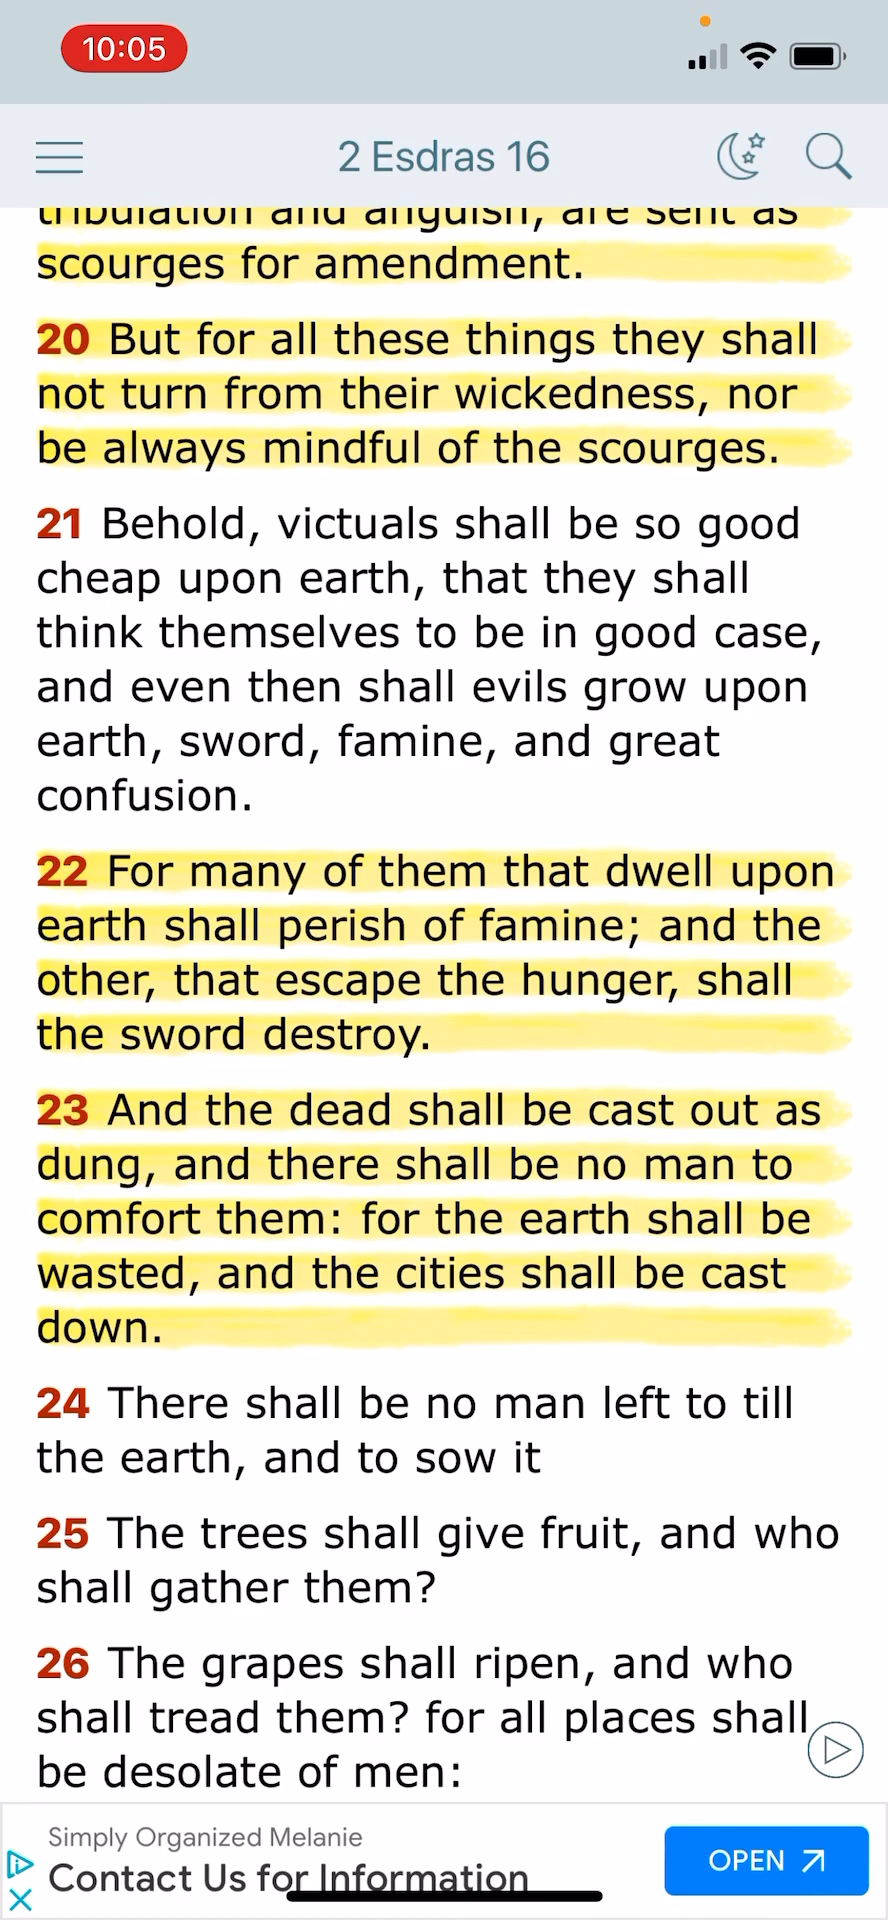 10:05
2 Esdras 16
tribulation and anguish, are sent as
scourges for amendment.
20 But for all these things they shall
not turn from their wickedness, nor
be always mindful of the scourges.
21 Behold, victuals shall be so good
cheap upon earth, that they shall
think themselves to be in good case,
and even then shall evils grow upon
earth, sword, famine, and great
confusion.
22 For many of them that dwell upon
earth shall perish of famine; and the
other, that escape the hunger, shall
the sword destroy.
23 And the dead shall be cast out as
dung, and there shall be no man to
comfort them: for the earth shall be
wasted, and the cities shall be cast
down.
24 There shall be no man left to till
the earth, and to sow it
25 The trees shall give fruit, and who
shall gather them?
26 The grapes shall ripen, and who
shall tread them? for all places shall
be desolate of men:
Simply Organized Melanie
Contact Us for Information
OPEN